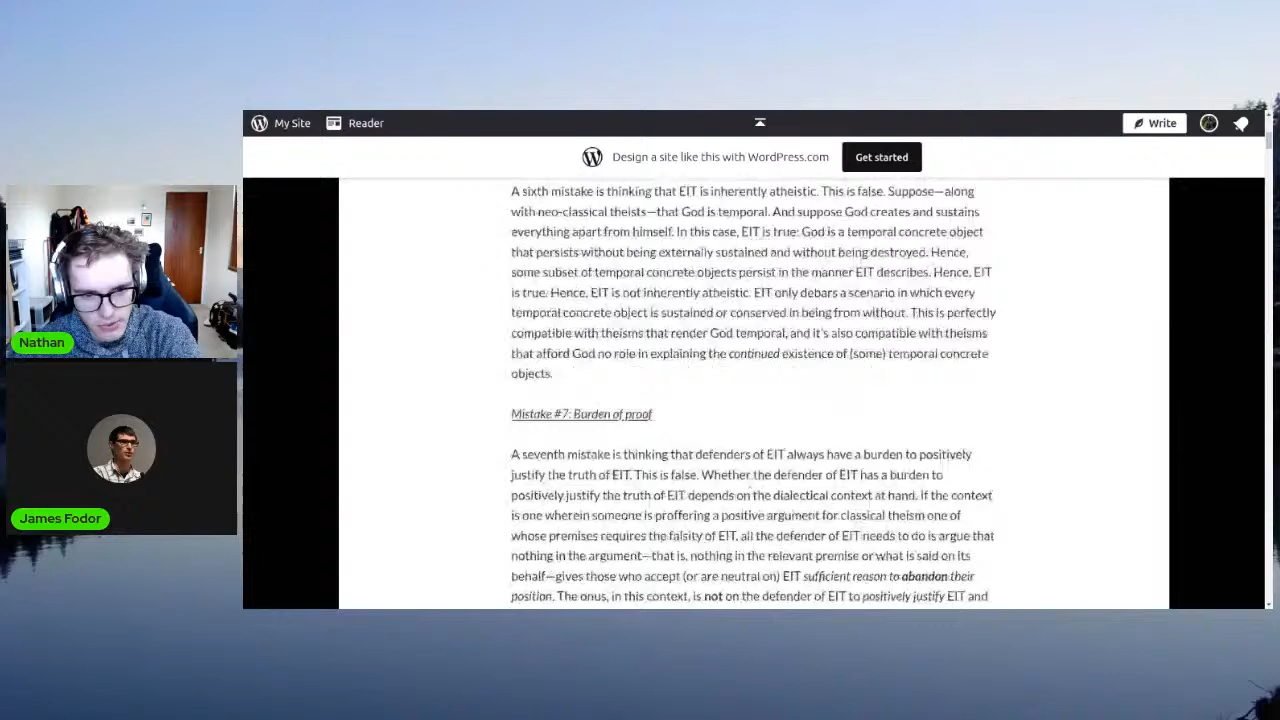 My Site
Reader
Write
Design a site like this with WordPress.com
Get started
A sixth mistake is thinking that EIT is inherently atheistic. This is false. Suppose—along
with neo-classical theists—that God is temporal. And suppose God creates and sustains
everything apart from himself. In this case, EIT is true: God is a temporal concrete object
that persists without being externally sustained and without being destroyed. Hence,
some subset of temporal concrete objects persist in the manner EIT describes. Hence, EIT
is true. Hence, EIT is not inherently atheistic. EIT only debars a scenario in which every
temporal concrete object is sustained or conserved in being from without. This is perfectly
compatible with theisms that render God temporal, and it's also compatible with theisms
that afford God no role in explaining the continued existence of (some) temporal concrete
objects.
Mistake #7: Burden of proof
A seventh mistake is thinking that defenders of EIT always have a burden to positively
justify the truth of EIT. This is false. Whether the defender of EIT has a burden to
positively justify the truth of EIT depends on the dialectical context at hand. If the context
is one wherein someone is proffering a positive argument for classical theism one of
whose premises requires the falsity of EIT, all the defender of EIT needs to do is argue that
nothing in the argument—that is, nothing in the relevant premise or what is said on its
behalf—gives those who accept (or are neutral on) EIT sufficient reason to abandon their
position. The onus, in this context, is not on the defender of EIT to positively justify EIT and
Nathan
James Fodor